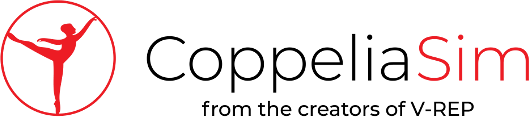 CoppeliaSim
from the creators of V-REP